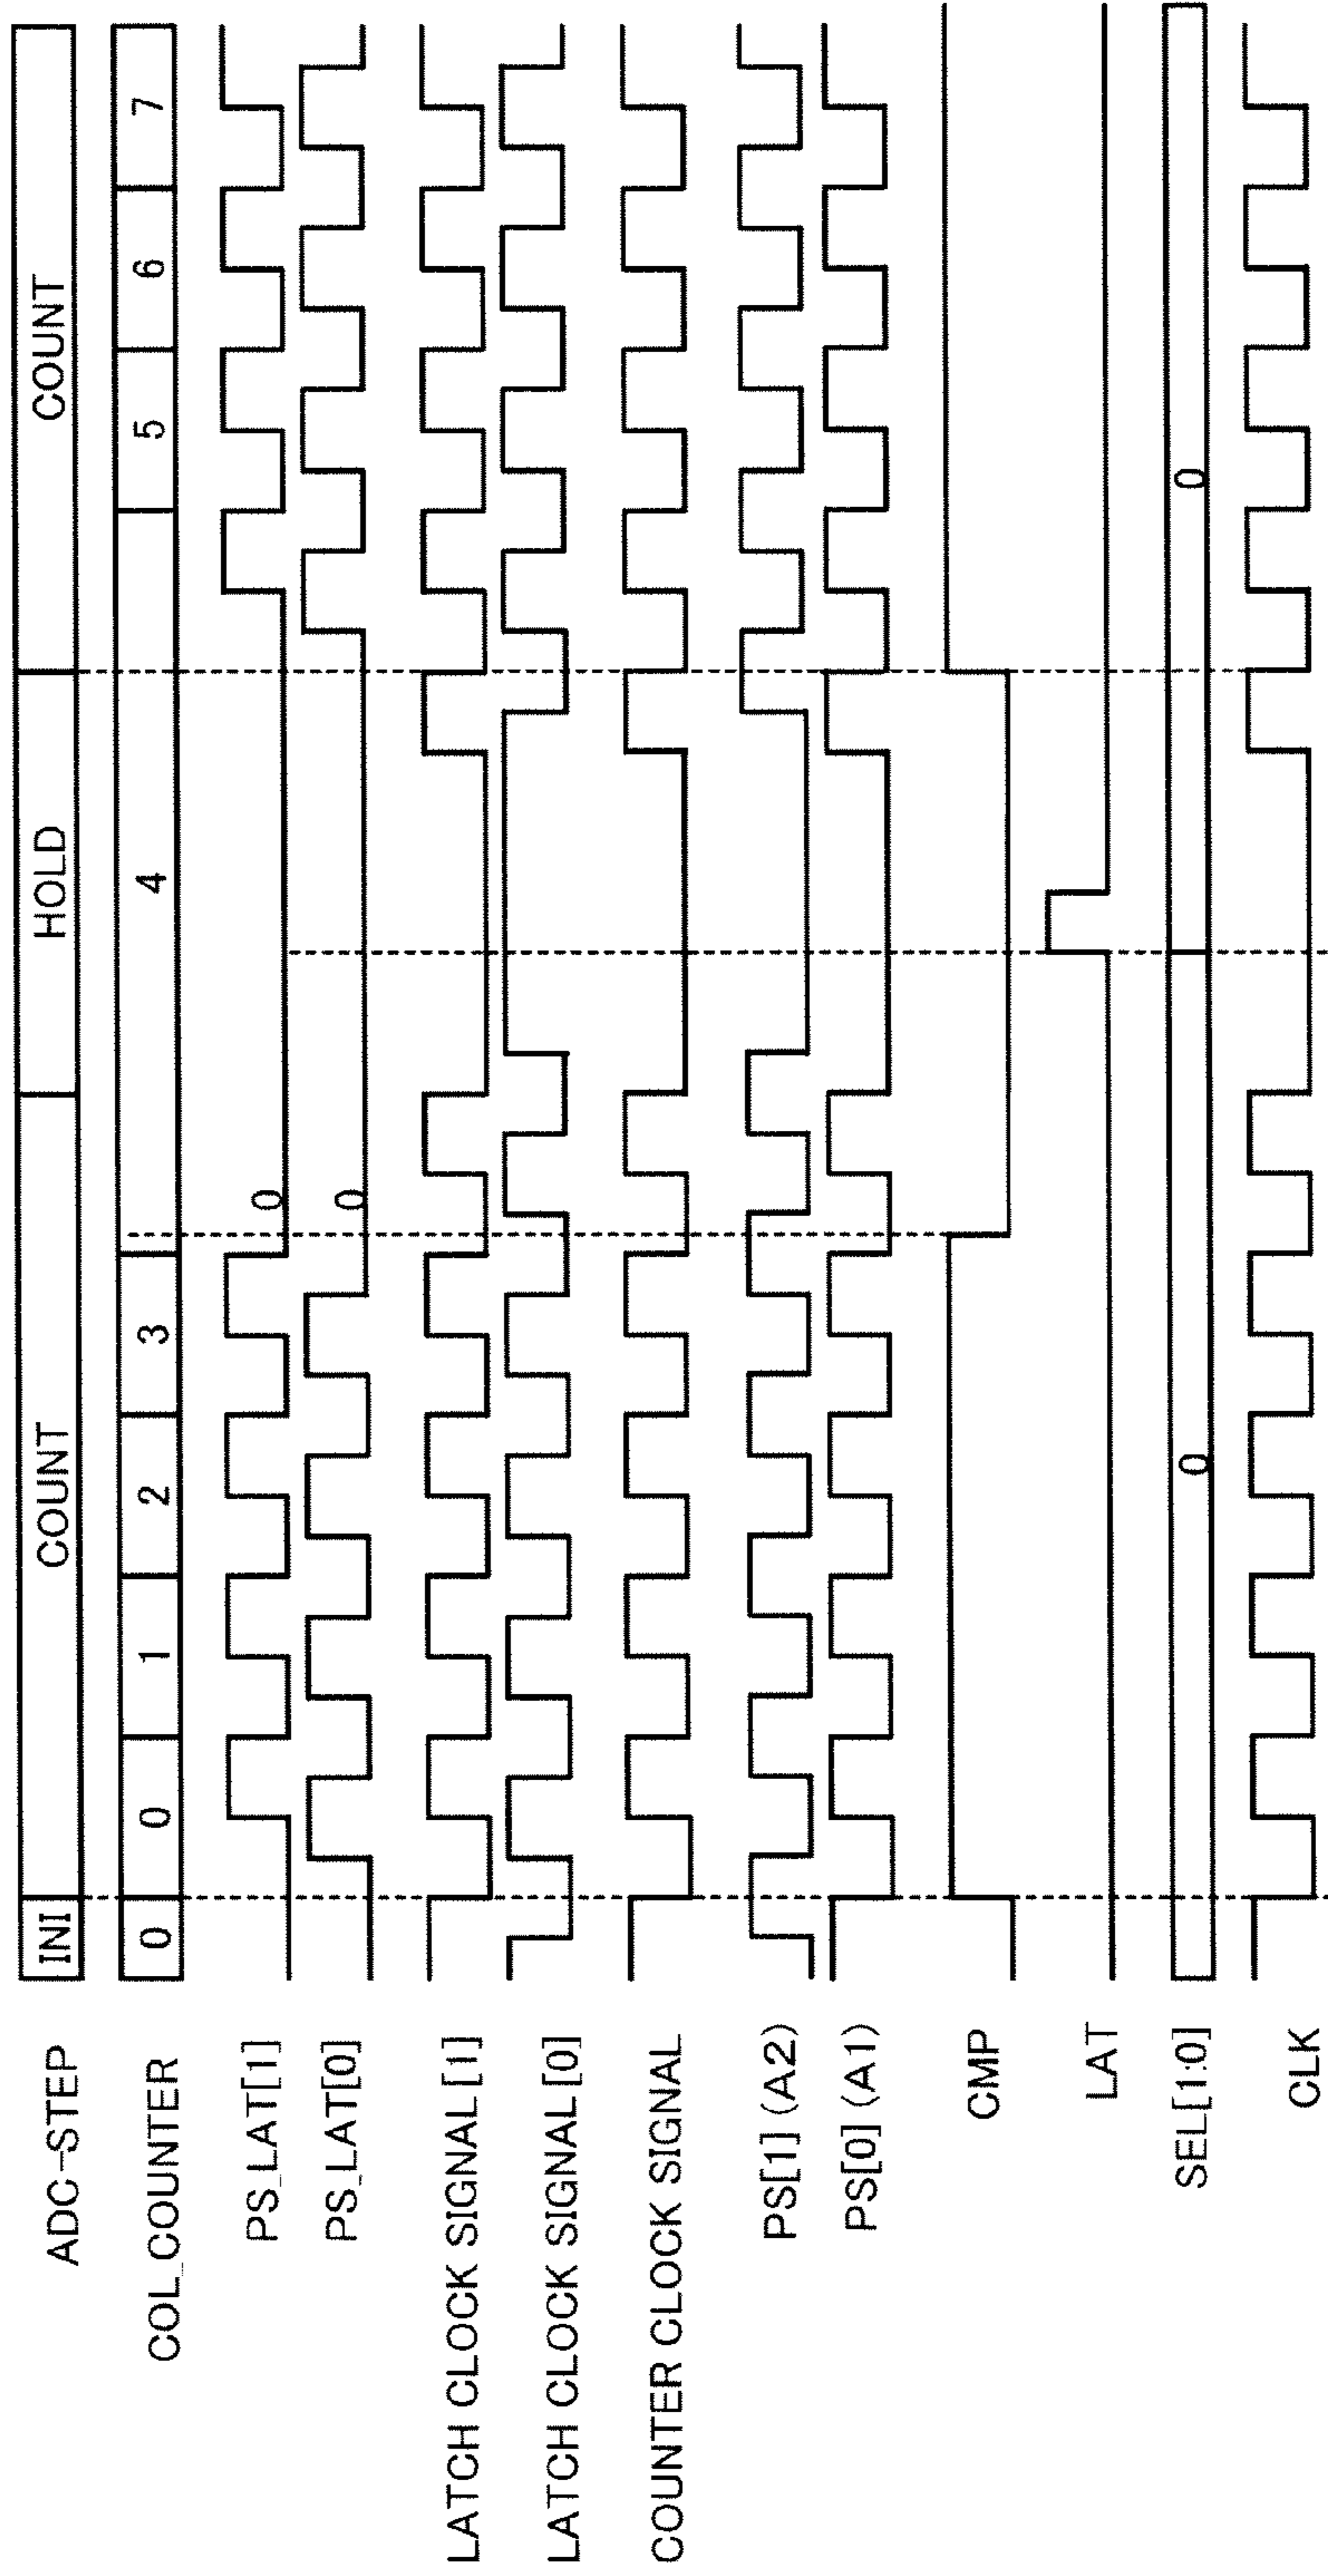 ADC-STEP INI COUNT HOLD COUNT
COL_COUNTER 0 0 1 2 3 4 5 6 7
PS_LAT[1] 0
PS_LAT[0] 0
LATCH CLOCK SIGNAL[1]
LATCH CLOCK SIGNAL[0]
COUNTER CLOCK SIGNAL
PS[1] (A2)
PS[0] (A1)
CMP
LAT
SEL[1:0] 0 0
CLK